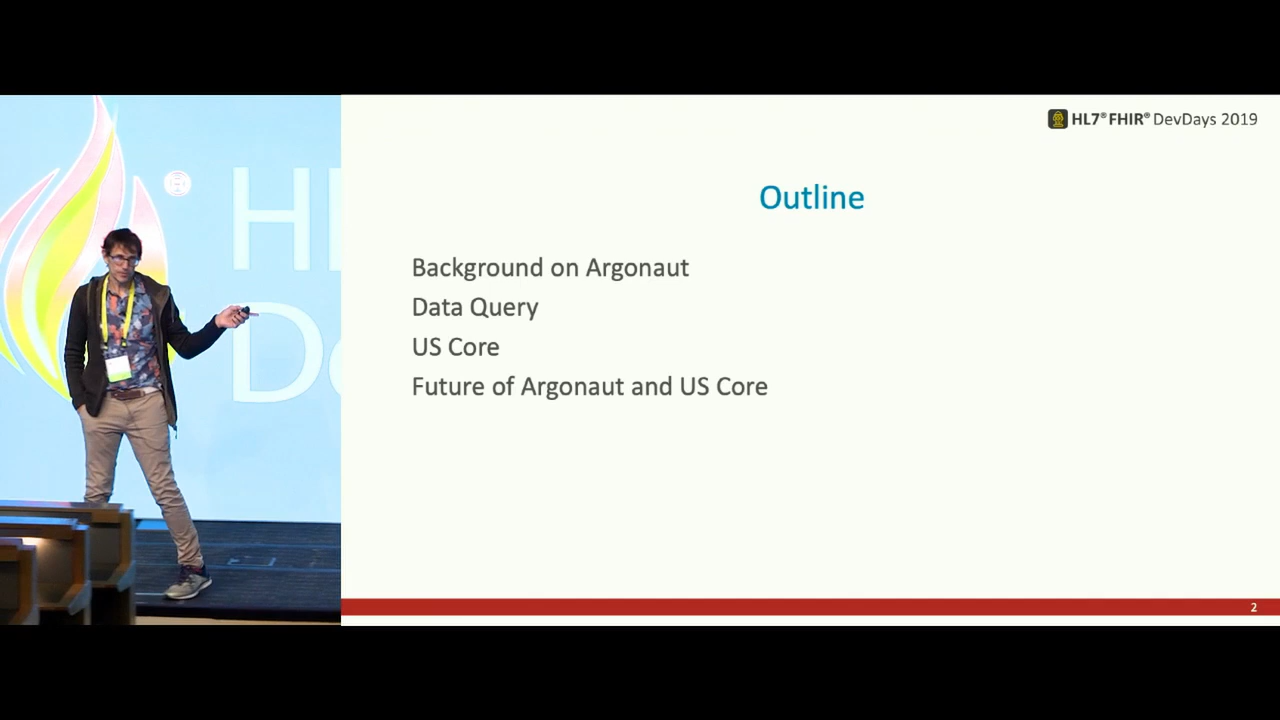 HL7® FHIR® DevDays 2019
Outline
Background on Argonaut
Data Query
US Core
Future of Argonaut and US Core
2